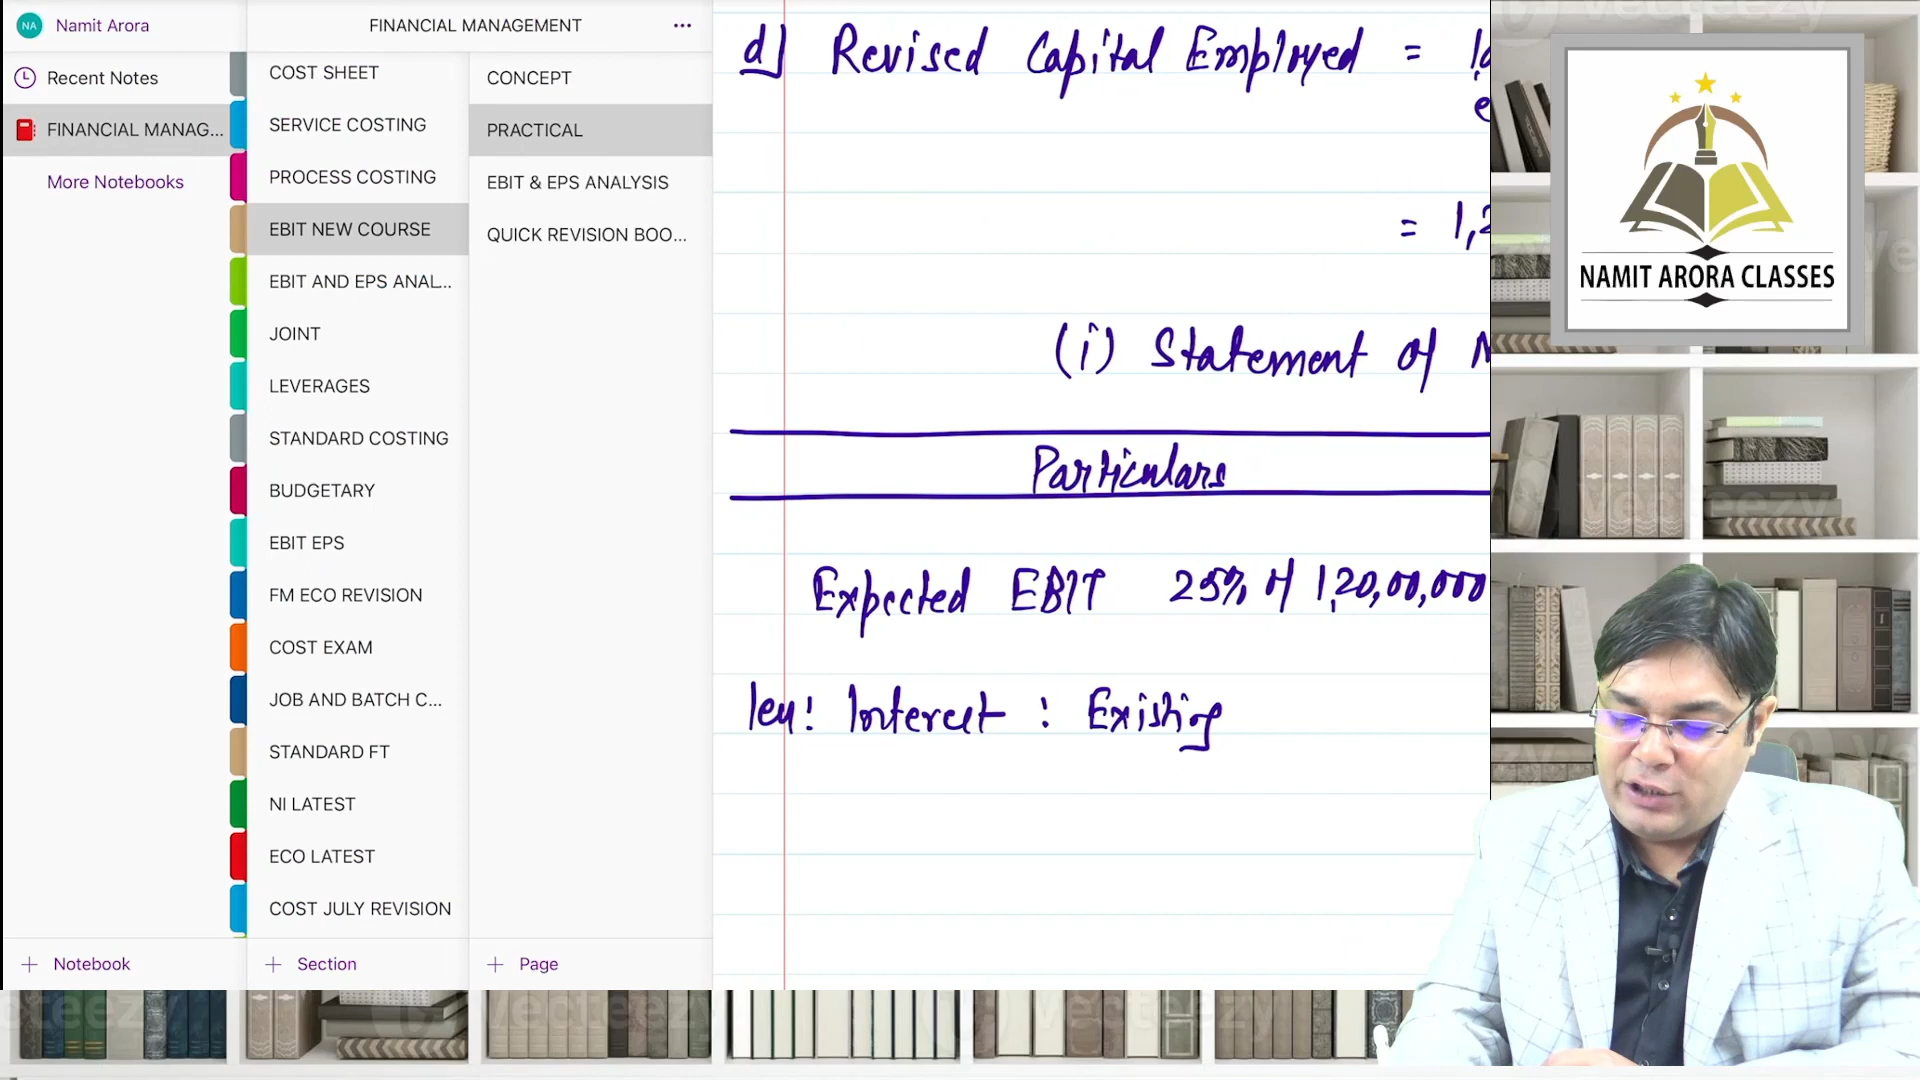 NA Namit Arora
Recent Notes
FINANCIAL MANAG...
More Notebooks
+ Notebook
FINANCIAL MANAGEMENT ...
COST SHEET
SERVICE COSTING
PROCESS COSTING
EBIT NEW COURSE
EBIT AND EPS ANAL...
JOINT
LEVERAGES
STANDARD COSTING
BUDGETARY
EBIT EPS
FM ECO REVISION
COST EXAM
JOB AND BATCH C...
STANDARD FT
NI LATEST
ECO LATEST
COST JULY REVISION
+ Section
CONCEPT
PRACTICAL
EBIT & EPS ANALYSIS
QUICK REVISION BOO...
+ Page
d) Revised Capital Employed =
= 1,2
(i) Statement of
Particulars
Expected EBIT 25% of 1,20,00,000
less: Interest : Existing
NAMIT ARORA CLASSES
vecteezy